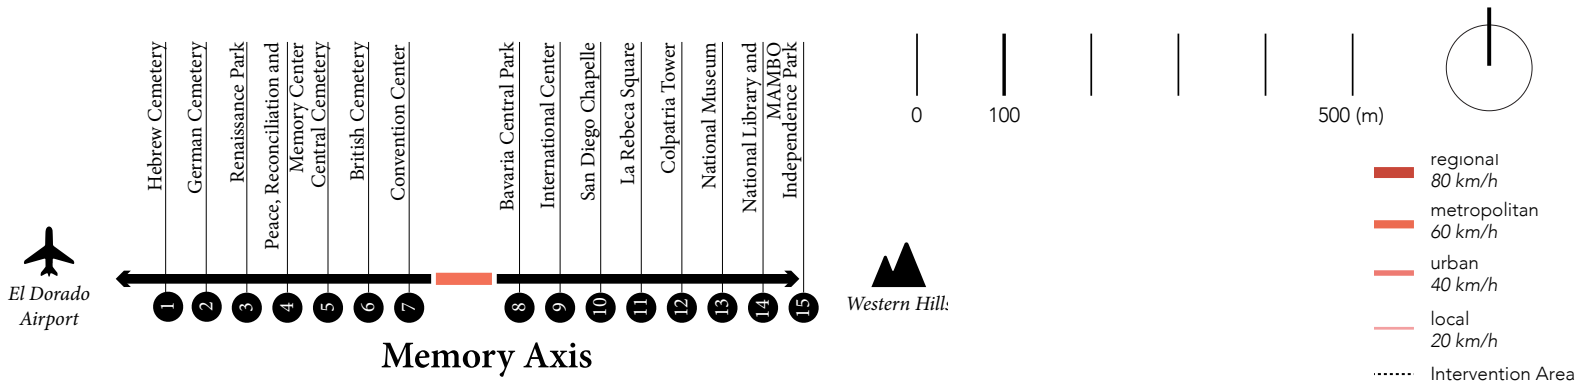 Hebrew Cemetery
German Cemetery
Renaissance Park
Peace, Reconciliation and
Memory Center
Central Cemetery
British Cemetery
Convention Center
Bavaria Central Park
International Center
San Diego Chapelle
La Rebeca Square
Colpatria Tower
National Museum
National Library and
MAMBO
Independence Park
El Dorado
Airport
1
2
3
4
5
6
7
8
9
10
11
12
13
14
15
Western Hills
Memory Axis
0
100
500 (m)
regional
80 km/h
metropolitan
60 km/h
urban
40 km/h
local
20 km/h
Intervention Area